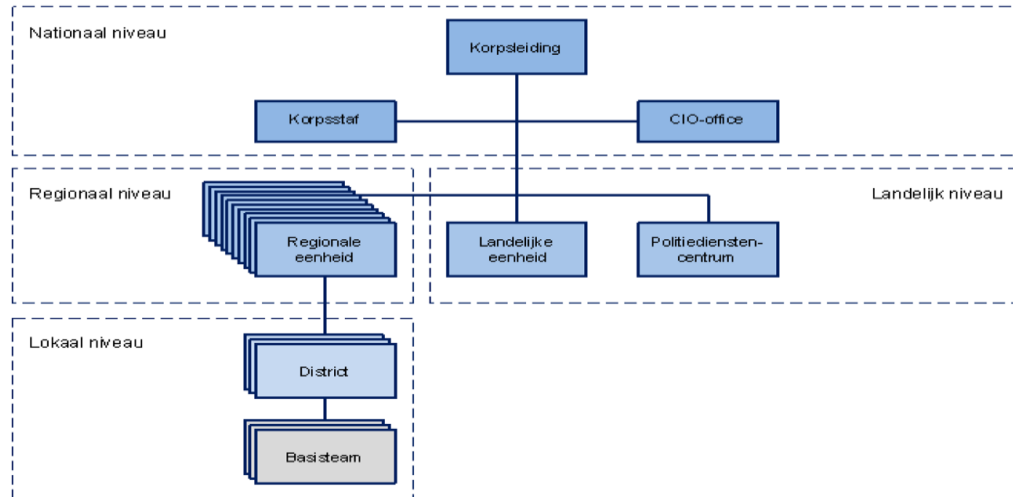 Nationaal niveau
Korpsleiding
Korpsstaf
CIO-office
Regionaal niveau
Landelijk niveau
Regionale
eenheid
Landelijke
eenheid
Politiediensten-
centrum
Lokaal niveau
District
Basisteam